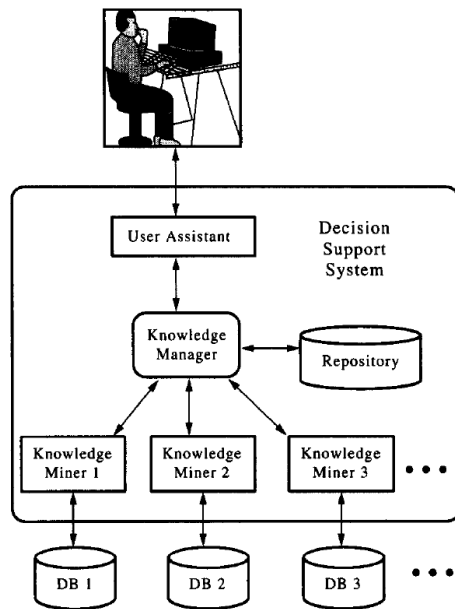 User Assistant
Decision
Support
System
Knowledge
Manager
Repository
Knowledge
Miner 1
Knowledge
Miner 2
Knowledge
Miner 3
DB 1
DB 2
DB 3